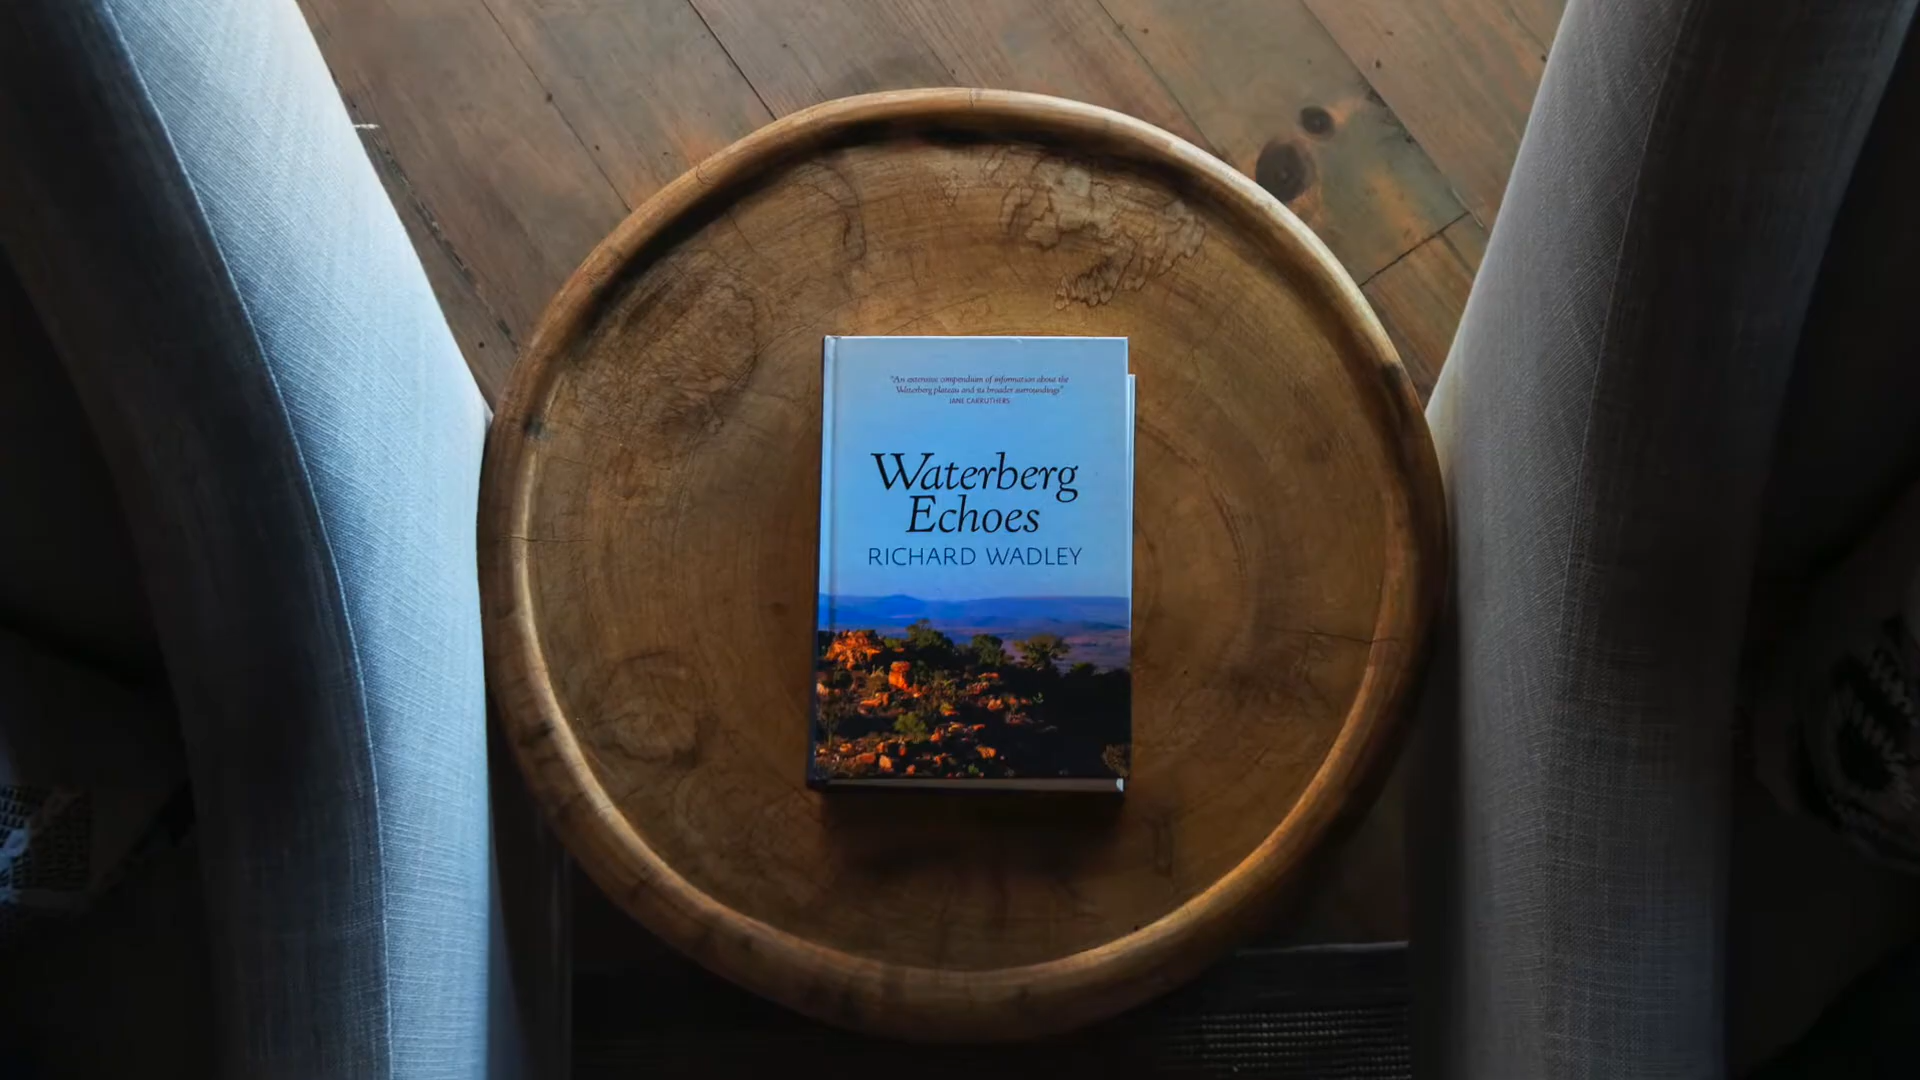 "An extensive compendium of information about the
Waterberg plateau and its broader surroundings"
JANE CARRUTHERS
Waterberg
Echoes
RICHARD WADLEY